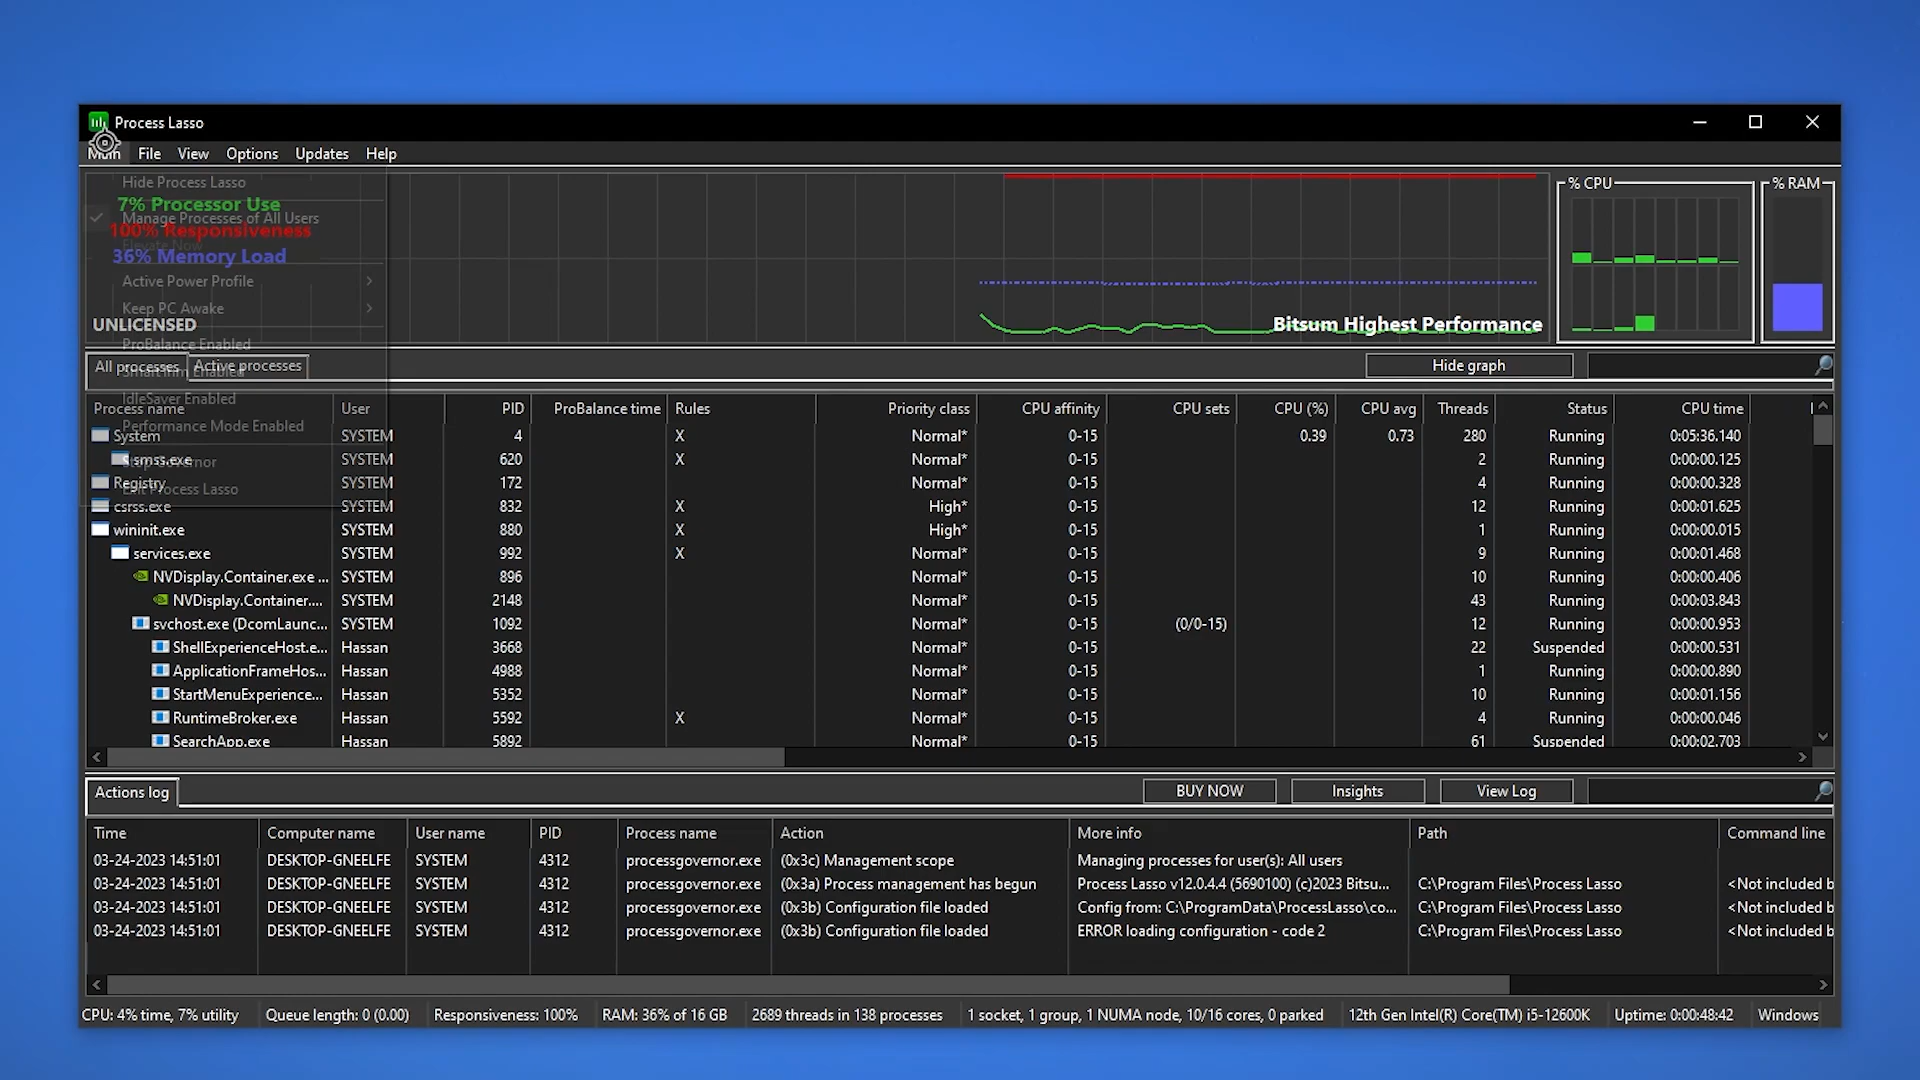 Process Lasso
Main File View Options Updates Help
Hide Process Lasso
7% Processor Use
Manage Processes of All Users
100% Responsiveness
Elevate Now
36% Memory Load
Active Power Profile
Keep PC Awake
UNLICENSED
ProBalance Enabled
SmartTrim Enabled
IdleSaver Enabled
Performance Mode Enabled
Stop Governor
Exit Process Lasso
Bitsum Highest Performance
% CPU % RAM
All processes Active processes Hide graph
Process name User PID ProBalance time Rules Priority class CPU affinity CPU sets CPU (%) CPU avg Threads Status CPU time
System SYSTEM 4 X Normal* 0-15 0.39 0.73 280 Running 0:05:36.140
smss.exe SYSTEM 620 X Normal* 0-15 2 Running 0:00:00.125
Registry SYSTEM 172 Normal* 0-15 4 Running 0:00:00.328
csrss.exe SYSTEM 832 X High* 0-15 12 Running 0:00:01.625
wininit.exe SYSTEM 880 X High* 0-15 1 Running 0:00:00.015
services.exe SYSTEM 992 X Normal* 0-15 9 Running 0:00:01.468
NVDisplay.Container.exe ... SYSTEM 896 Normal* 0-15 10 Running 0:00:00.406
NVDisplay.Container.... SYSTEM 2148 Normal* 0-15 43 Running 0:00:03.843
svchost.exe (DcomLaunc... SYSTEM 1092 Normal* 0-15 (0/0-15) 12 Running 0:00:00.953
ShellExperienceHost.e... Hassan 3668 Normal* 0-15 22 Suspended 0:00:00.531
ApplicationFrameHos... Hassan 4988 Normal* 0-15 1 Running 0:00:00.890
StartMenuExperience... Hassan 5352 Normal* 0-15 10 Running 0:00:01.156
RuntimeBroker.exe Hassan 5592 X Normal* 0-15 4 Running 0:00:00.046
SearchApp.exe Hassan 5892 Normal* 0-15 61 Suspended 0:00:02.703
Actions log BUY NOW Insights View Log
Time Computer name User name PID Process name Action More info Path Command line
03-24-2023 14:51:01 DESKTOP-GNEELFE SYSTEM 4312 processgovernor.exe (0x3c) Management scope Managing processes for user(s): All users
03-24-2023 14:51:01 DESKTOP-GNEELFE SYSTEM 4312 processgovernor.exe (0x3a) Process management has begun Process Lasso v12.0.4.4 (5690100) (c)2023 Bitsu... C:\Program Files\Process Lasso <Not included b
03-24-2023 14:51:01 DESKTOP-GNEELFE SYSTEM 4312 processgovernor.exe (0x3b) Configuration file loaded Config from: C:\ProgramData\ProcessLasso\co... C:\Program Files\Process Lasso <Not included b
03-24-2023 14:51:01 DESKTOP-GNEELFE SYSTEM 4312 processgovernor.exe (0x3b) Configuration file loaded ERROR loading configuration - code 2 C:\Program Files\Process Lasso <Not included b
CPU: 4% time, 7% utility Queue length: 0 (0.00) Responsiveness: 100% RAM: 36% of 16 GB 2689 threads in 138 processes 1 socket, 1 group, 1 NUMA node, 10/16 cores, 0 parked 12th Gen Intel(R) Core(TM) i5-12600K Uptime: 0:00:48:42 Windows